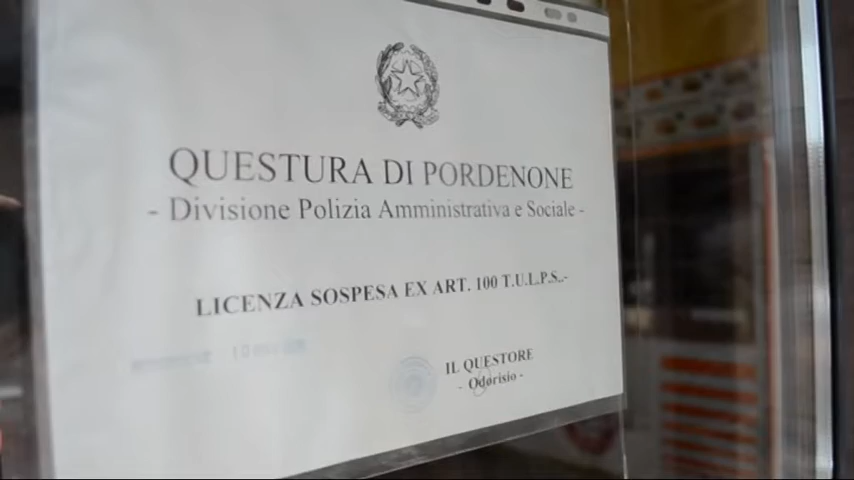 QUESTURA DI PORDENONE
- Divisione Polizia Amministrativa e Sociale -
LICENZA SOSPESA EX ART. 100 T.U.L.P.S..-
IL QUESTORE
- Odorisio -